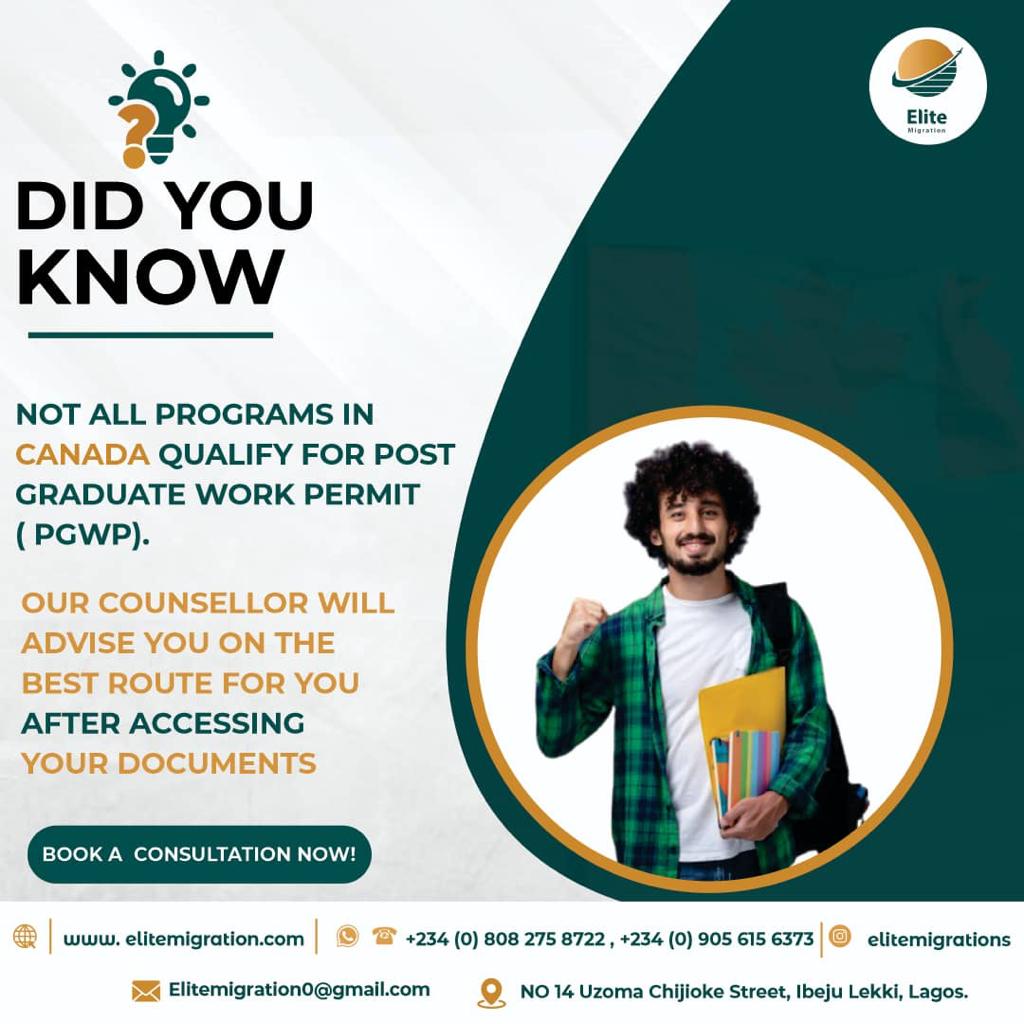 Elite
Migration
?
DID YOU
KNOW
NOT ALL PROGRAMS IN
CANADA QUALIFY FOR POST
GRADUATE WORK PERMIT
( PGWP).
OUR COUNSELLOR WILL
ADVISE YOU ON THE
BEST ROUTE FOR YOU
AFTER ACCESSING
YOUR DOCUMENTS
BOOK A CONSULTATION NOW!
www. elitemigration.com
+234 (0) 808 275 8722 , +234 (0) 905 615 6373
elitemigrations
Elitemigration0@gmail.com
NO 14 Uzoma Chijioke Street, Ibeju Lekki, Lagos.